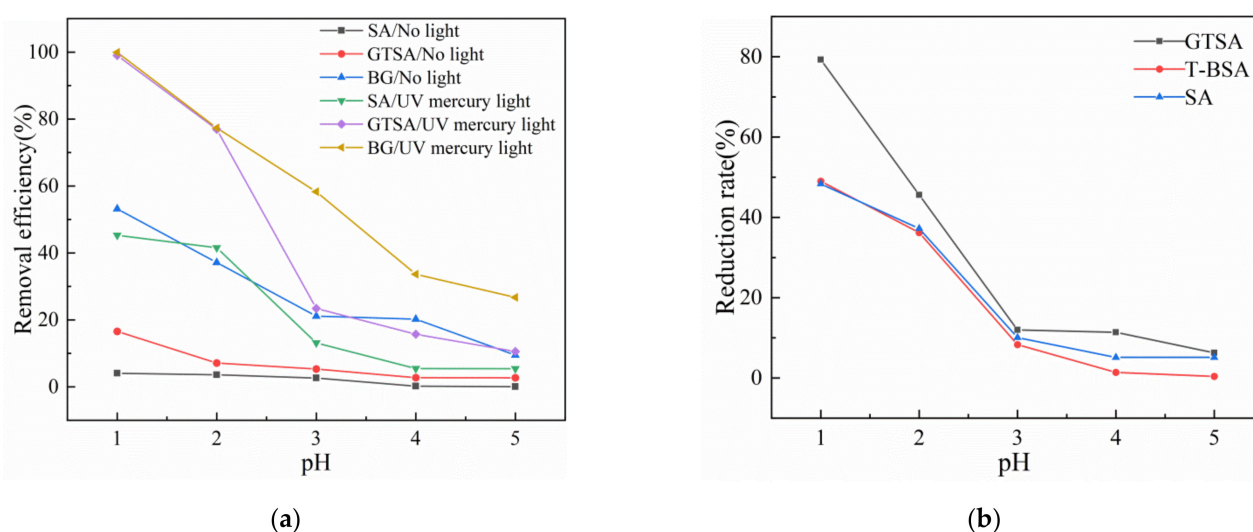 SA/No light
GTSA/No light
BG/No light
SA/UV mercury light
GTSA/UV mercury light
BG/UV mercury light
Removal efficiency(%)
100
80
60
40
20
0
1 2 3 4 5
pH
(a)
GTSA
T-BSA
SA
Reduction rate(%)
80
60
40
20
0
1 2 3 4 5
pH
(b)